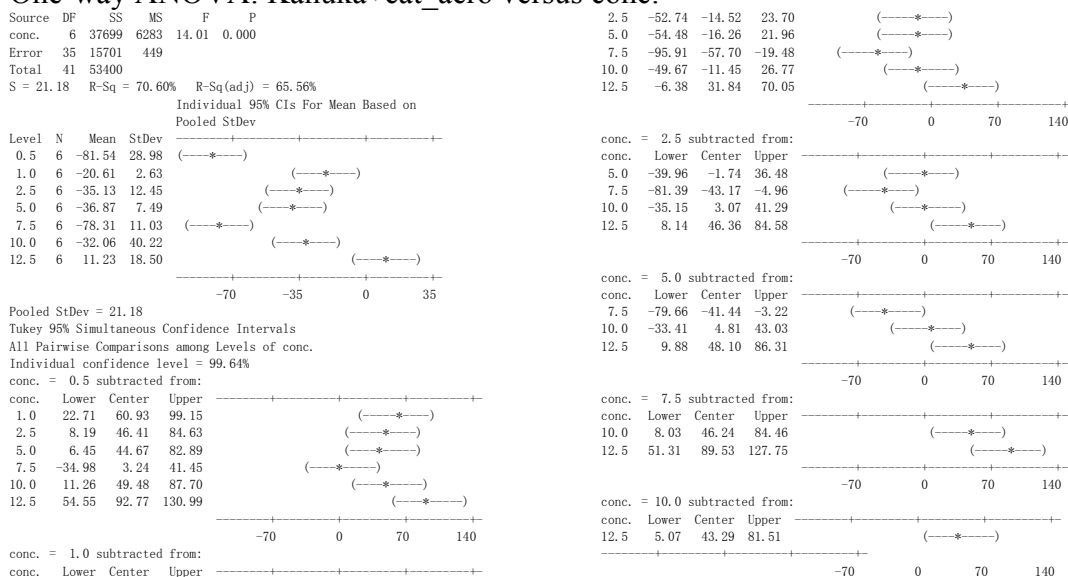 One-way ANOVA: Kanuka+cat_aero versus conc.
Source DF SS MS F P
conc. 6 37699 6283 14.01 0.000
Error 35 15701 449
Total 41 53400
S = 21.18 R-Sq = 70.60% R-Sq(adj) = 65.56%
Individual 95% CIs For Mean Based on
Pooled StDev
Level N Mean StDev --------+---------+---------+---------+-
0.5 6 -81.54 28.98 (----*----)
1.0 6 -20.61 2.63 (----*----)
2.5 6 -35.13 12.45 (----*----)
5.0 6 -36.87 7.49 (----*----)
7.5 6 -78.31 11.03 (----*----)
10.0 6 -32.06 40.22 (----*----)
12.5 6 11.23 18.50 (----*----)
--------+---------+---------+---------+-
-70 -35 0 35
Pooled StDev = 21.18
Tukey 95% Simultaneous Confidence Intervals
All Pairwise Comparisons among Levels of conc.
Individual confidence level = 99.64%
conc. = 0.5 subtracted from:
conc. Lower Center Upper --------+---------+---------+---------+-
1.0 22.71 60.93 99.15 (-----*----)
2.5 8.19 46.41 84.63 (-----*----)
5.0 6.45 44.67 82.89 (----*-----)
7.5 -34.98 3.24 41.45 (----*-----)
10.0 11.26 49.48 87.70 (-----*----)
12.5 54.55 92.77 130.99 (----*-----)
--------+---------+---------+---------+-
-70 0 70 140
conc. = 1.0 subtracted from:
conc. Lower Center Upper --------+---------+---------+---------+-
2.5 -52.74 -14.52 23.70 (-----*----)
5.0 -54.48 -16.26 21.96 (-----*----)
7.5 -95.91 -57.70 -19.48 (-----*----)
10.0 -49.67 -11.45 26.77 (----*-----)
12.5 -6.38 31.84 70.05 (----*----)
--------+---------+---------+---------+
-70 0 70 140
conc. = 2.5 subtracted from:
conc. Lower Center Upper --------+---------+---------+---------+-
5.0 -39.96 -1.74 36.48 (-----*----)
7.5 -81.39 -43.17 -4.96 (-----*----)
10.0 -35.15 3.07 41.29 (----*-----)
12.5 8.14 46.36 84.58 (-----*----)
--------+---------+---------+---------+-
-70 0 70 140
conc. = 5.0 subtracted from:
conc. Lower Center Upper --------+---------+---------+---------+-
7.5 -79.66 -41.44 -3.22 (----*-----)
10.0 -33.41 4.81 43.03 (-----*----)
12.5 9.88 48.10 86.31 (-----*----)
--------+---------+---------+---------+-
-70 0 70 140
conc. = 7.5 subtracted from:
conc. Lower Center Upper --------+---------+---------+---------+-
10.0 8.03 46.24 84.46 (-----*----)
12.5 51.31 89.53 127.75 (-----*----)
--------+---------+---------+---------+-
-70 0 70 140
conc. = 10.0 subtracted from:
conc. Lower Center Upper --------+---------+---------+---------+-
12.5 5.07 43.29 81.51 (----*-----)
--------+---------+---------+---------+-
-70 0 70 140